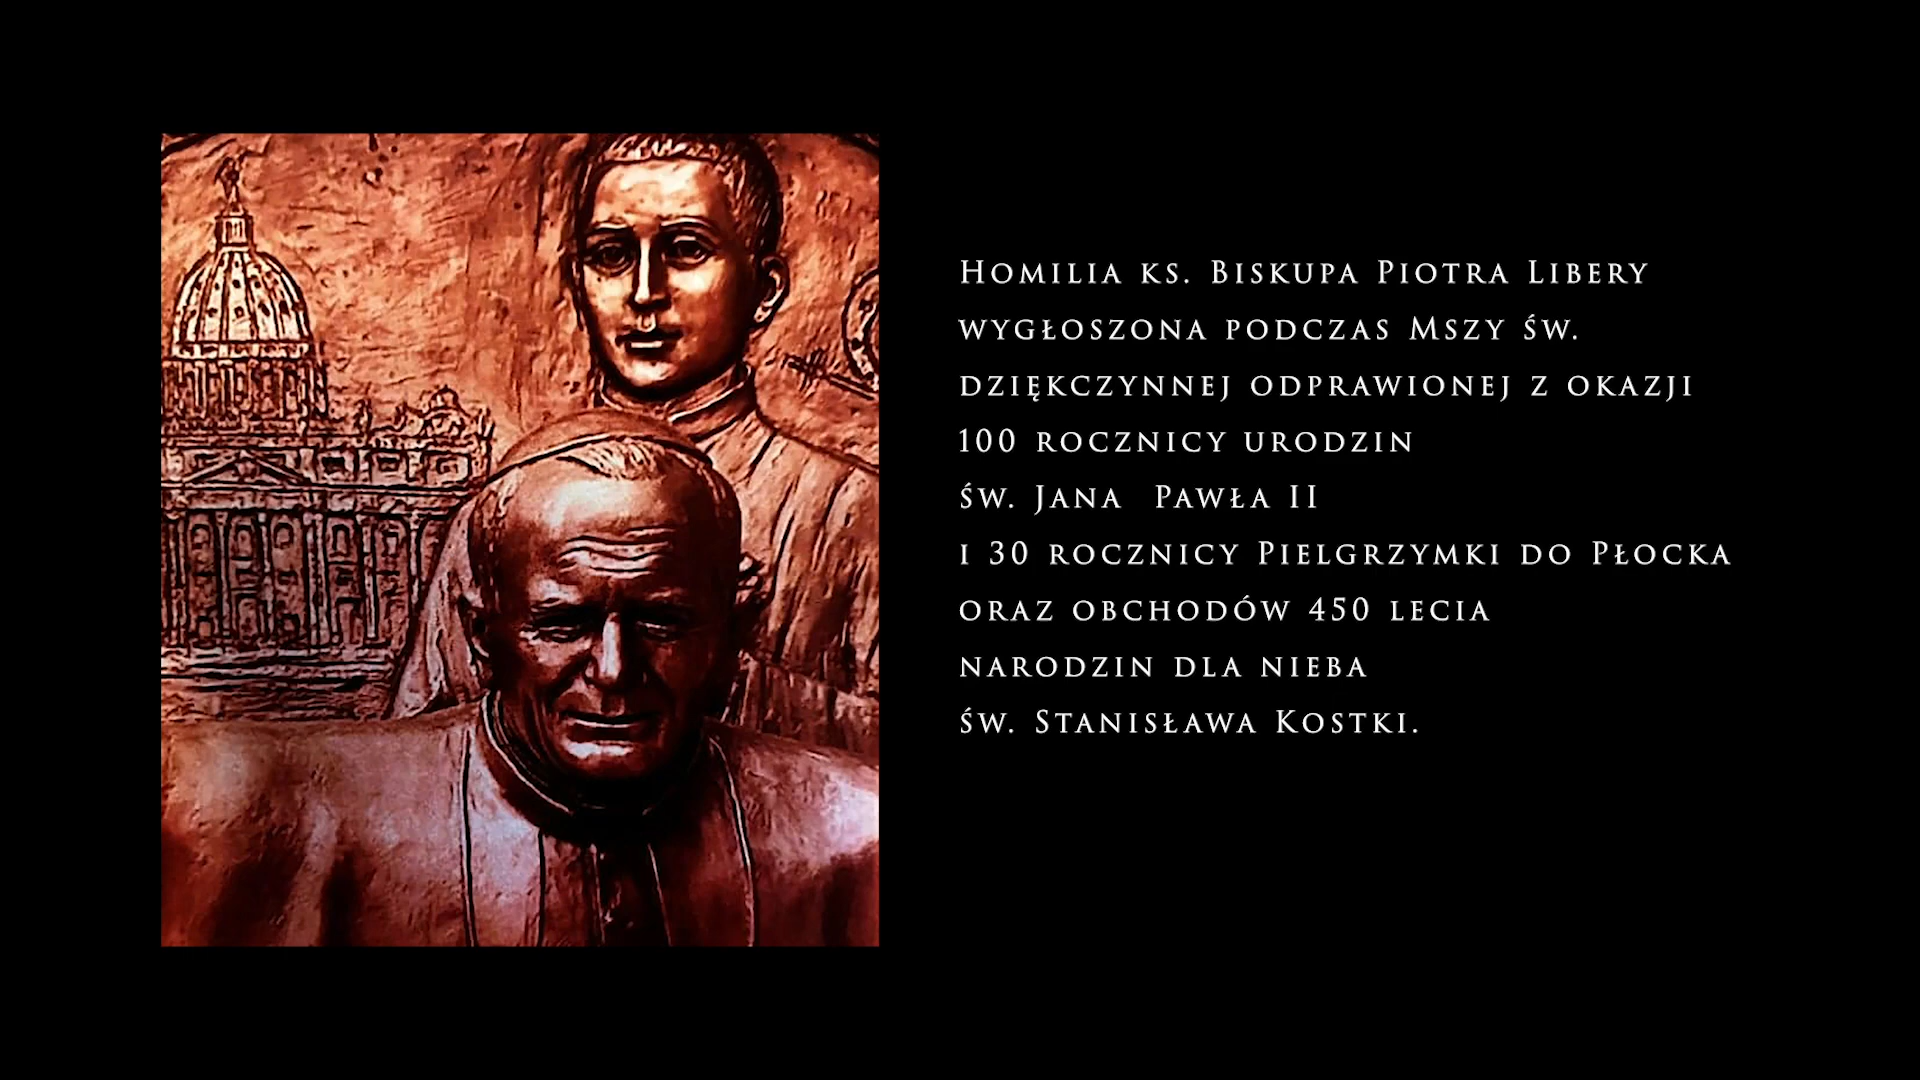 Homilia ks. Biskupa Piotra Libery
wygłoszona podczas Mszy św.
dziękczynnej odprawionej z okazji
100 rocznicy urodzin
św. Jana Pawła II
i 30 rocznicy Pielgrzymki do Płocka
oraz obchodów 450 lecia
narodzin dla nieba
św. Stanisława Kostki.